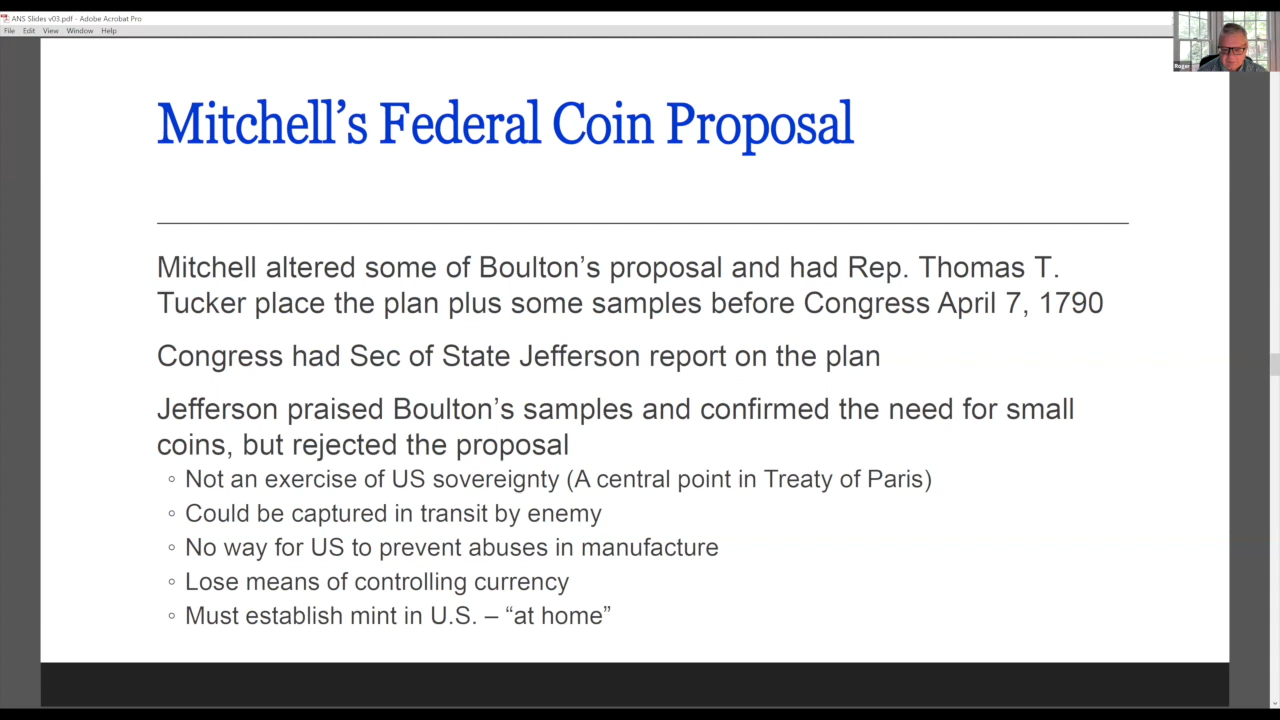 ANS Slides v03.pdf - Adobe Acrobat Pro
File Edit View Window Help
Roger
Mitchell’s Federal Coin Proposal
Mitchell altered some of Boulton’s proposal and had Rep. Thomas T.
Tucker place the plan plus some samples before Congress April 7, 1790
Congress had Sec of State Jefferson report on the plan
Jefferson praised Boulton’s samples and confirmed the need for small
coins, but rejected the proposal
◦ Not an exercise of US sovereignty (A central point in Treaty of Paris)
◦ Could be captured in transit by enemy
◦ No way for US to prevent abuses in manufacture
◦ Lose means of controlling currency
◦ Must establish mint in U.S. – “at home”